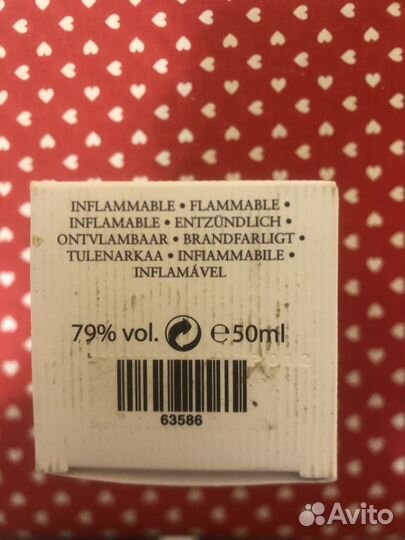 INFLAMMABLE • FLAMMABLE •
INFLAMABLE • ENTZÜNDLICH •
ONTVLAMBAAR • BRANDFARLIGT •
TULENARKAA • INFIAMMABILE •
INFLAMÁVEL
79% vol. ℮50ml
63586
Avito